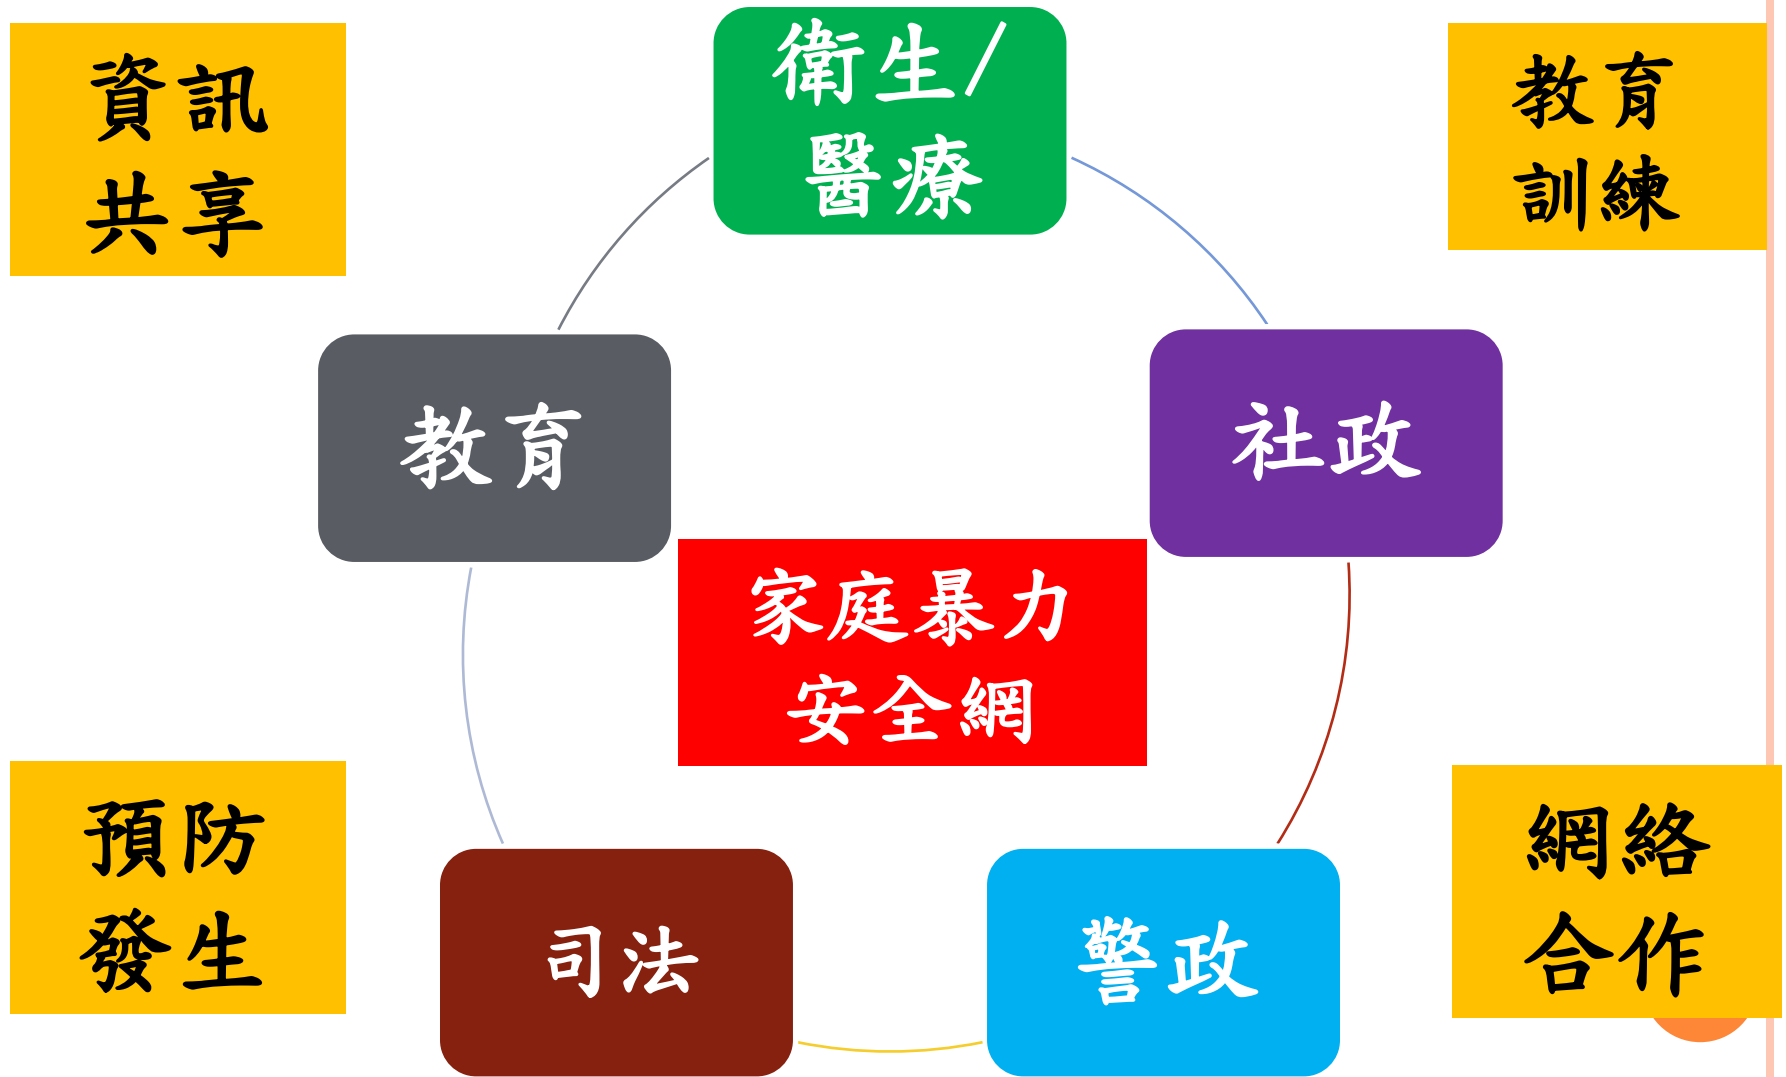 資訊
共享
衛生/
醫療
教育
訓練
教育
社政
家庭暴力
安全網
預防
發生
司法
警政
網絡
合作